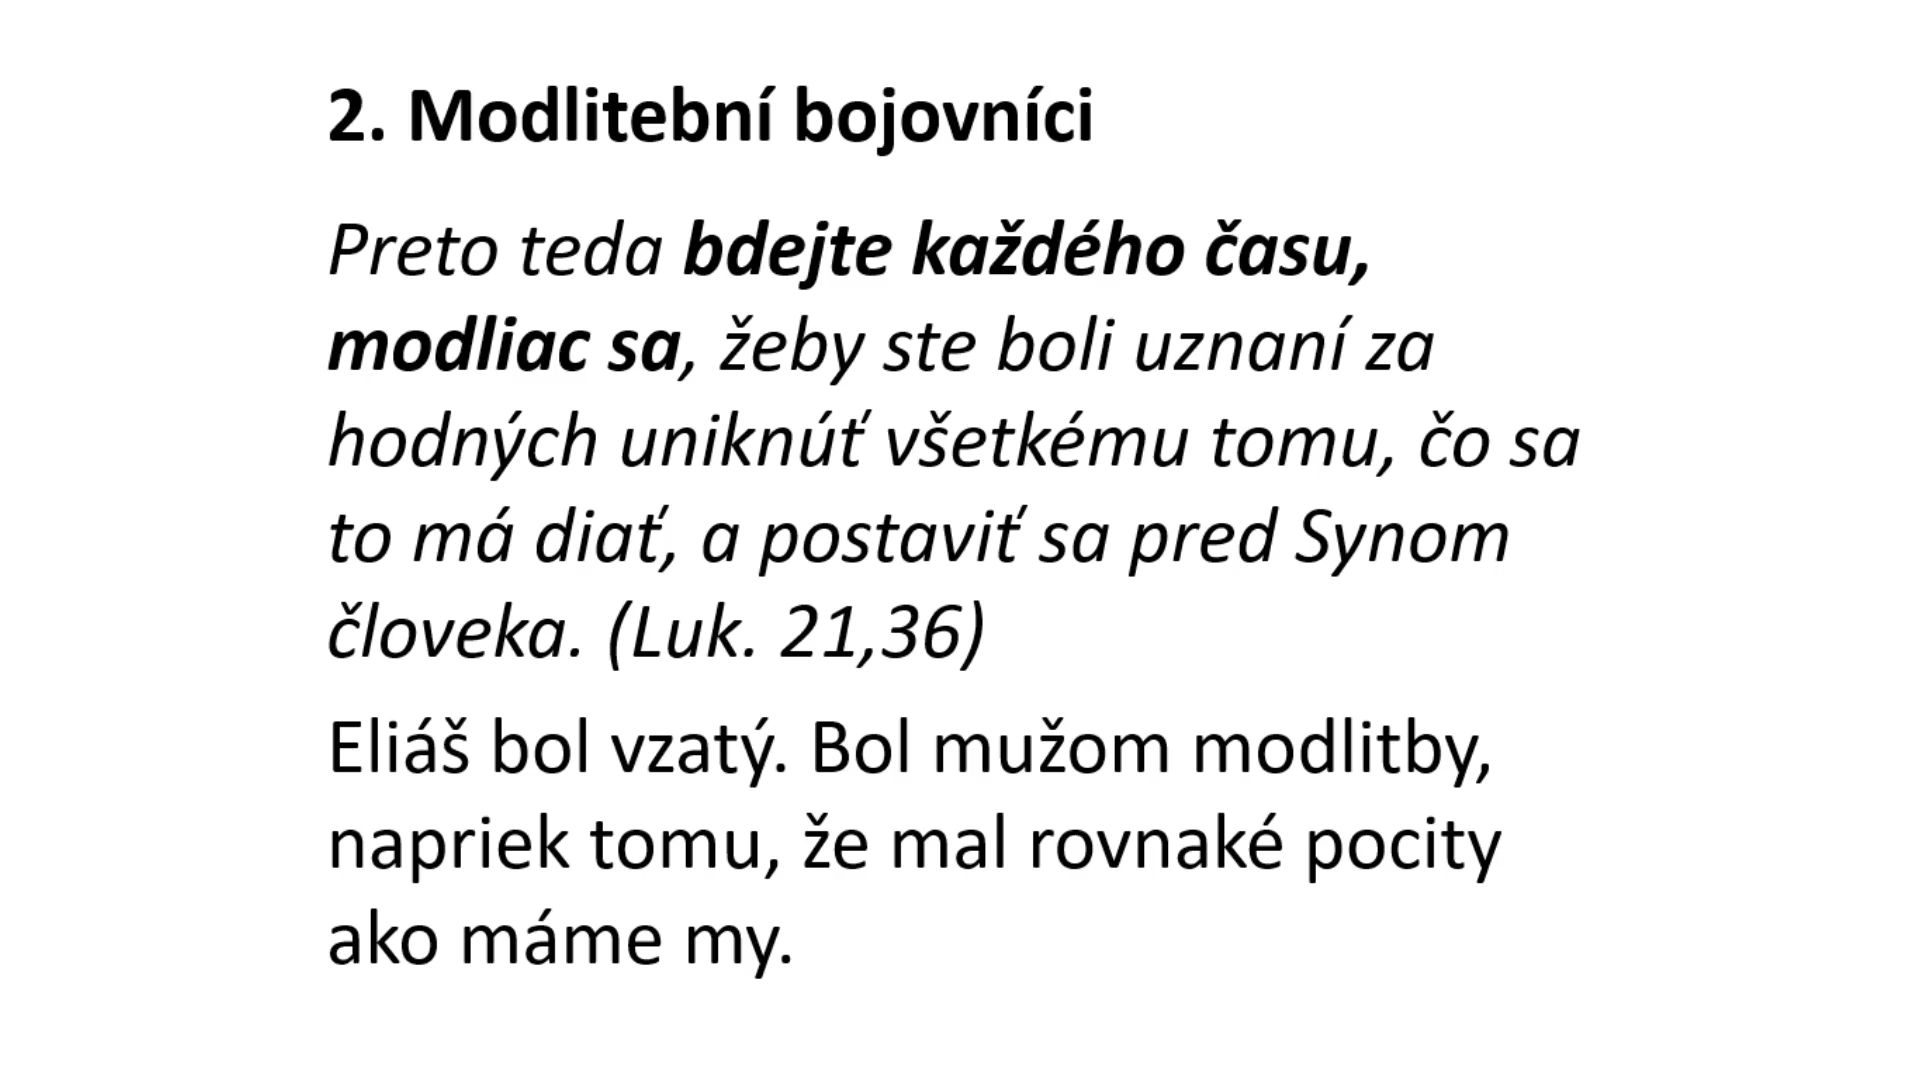 2. Modlitební bojovníci
Preto teda bdejte každého času,
modliac sa, žeby ste boli uznaní za
hodných uniknúť všetkému tomu, čo sa
to má diať, a postaviť sa pred Synom
človeka. (Luk. 21,36)
Eliáš bol vzatý. Bol mužom modlitby,
napriek tomu, že mal rovnaké pocity
ako máme my.